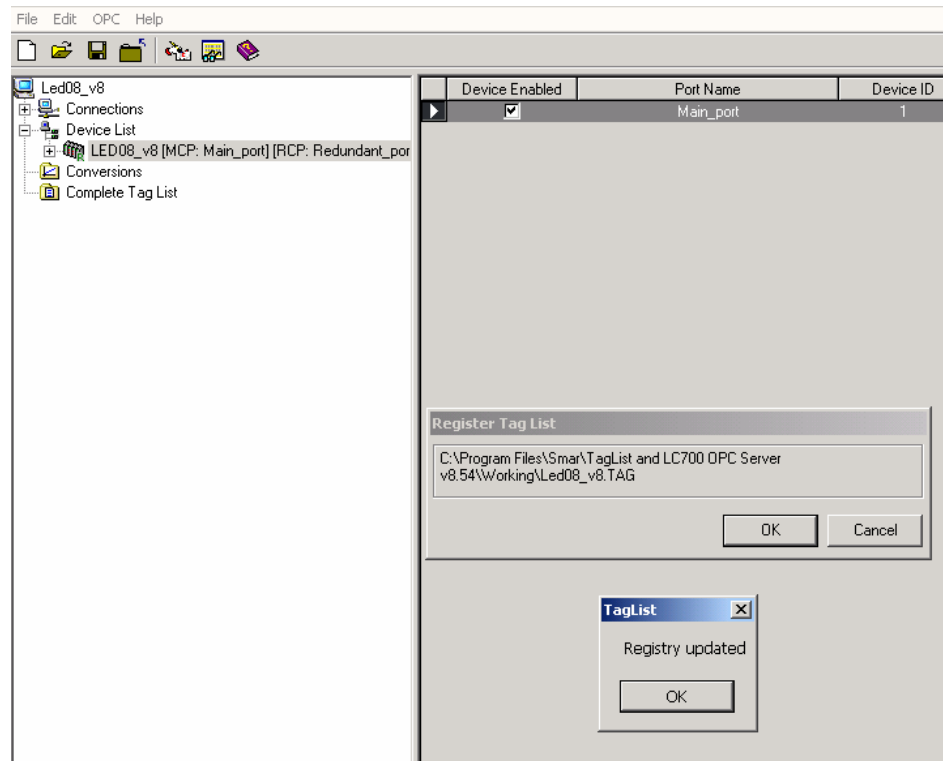 File Edit OPC Help
Led08_v8
Connections
Device List
LED08_v8 [MCP: Main_port] [RCP: Redundant_por
Conversions
Complete Tag List
Device Enabled Port Name Device ID
Main_port 1
Register Tag List
C:\Program Files\Smar\TagList and LC700 OPC Server
v8.54\Working\Led08_v8.TAG
OK Cancel
TagList
Registry updated
OK